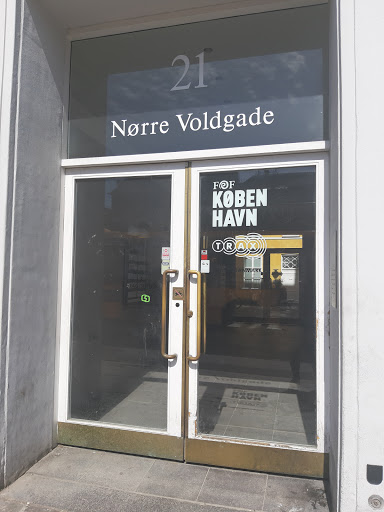 21
Nørre Voldgade
FOF
KØBEN
HAVN
TRAX